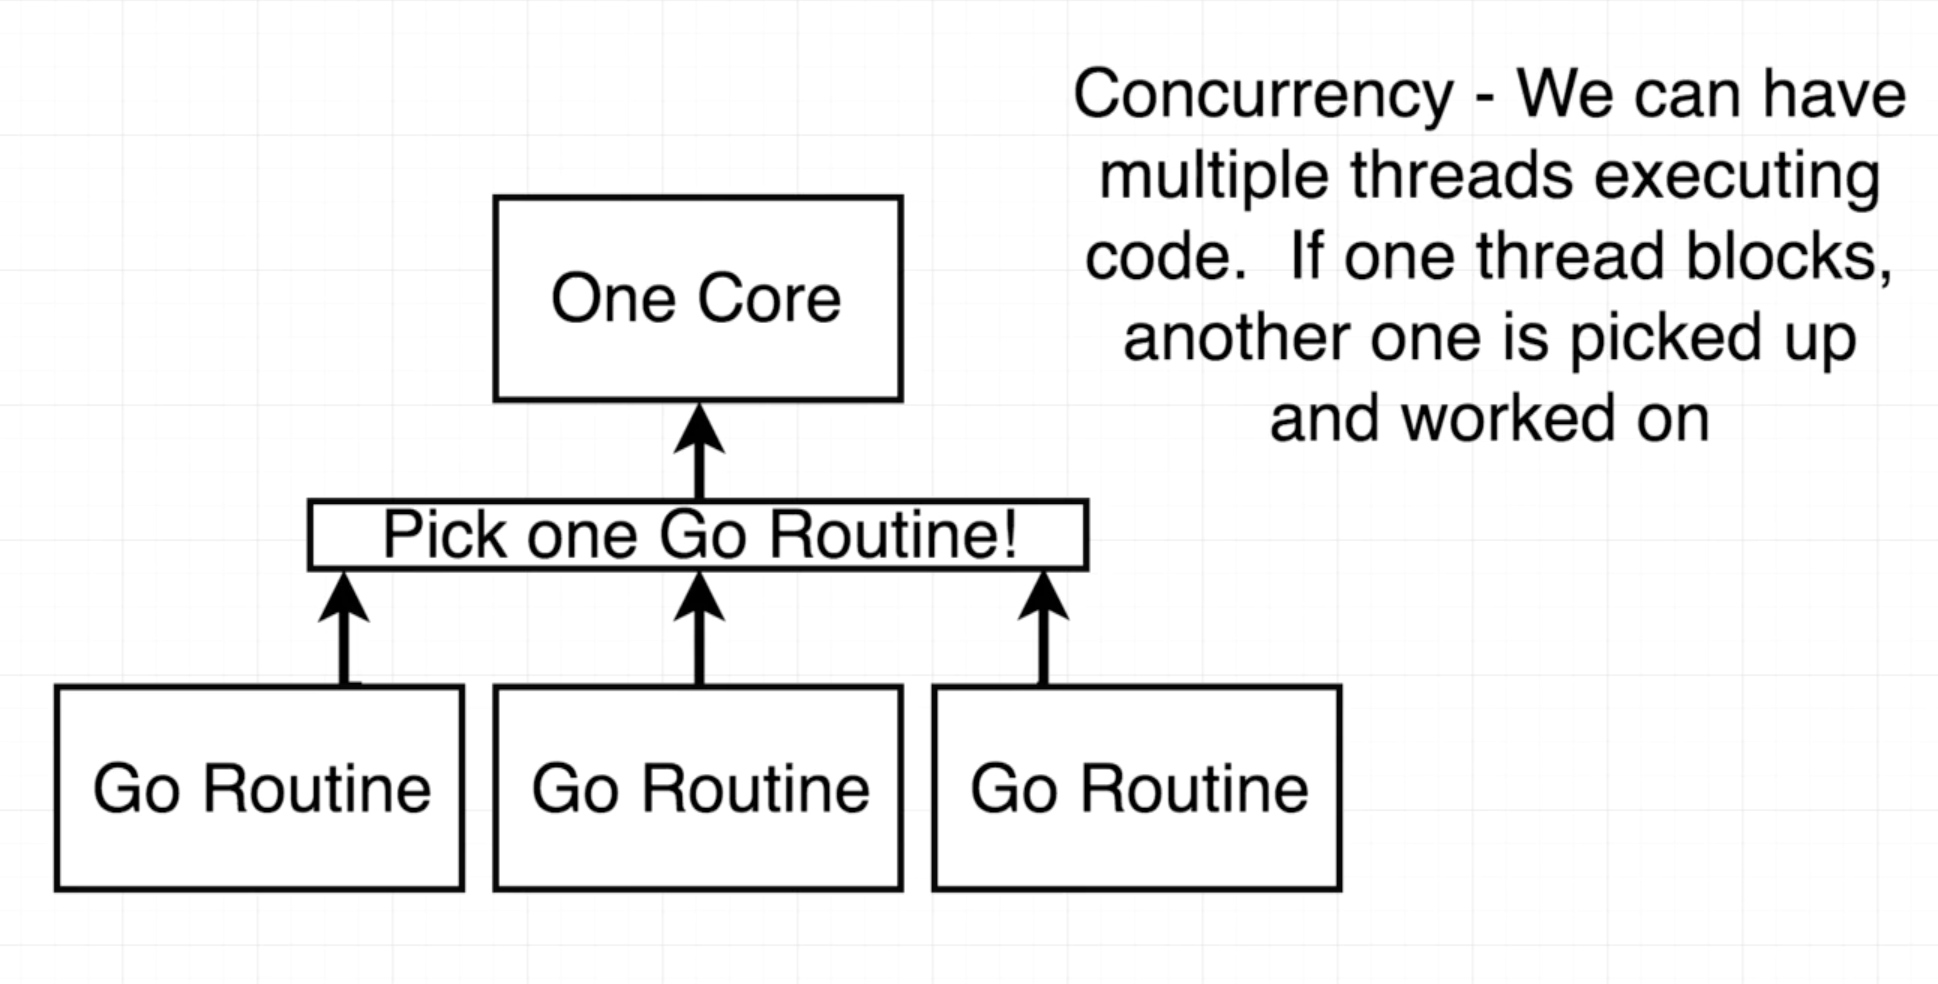 Concurrency - We can have
multiple threads executing
code.  If one thread blocks,
another one is picked up
and worked on
One Core
Pick one Go Routine!
Go Routine
Go Routine
Go Routine